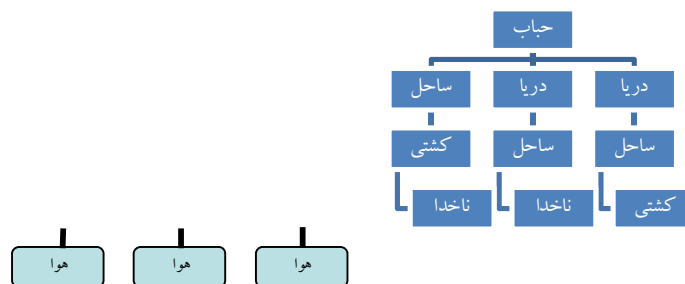 حباب
دریا دریا ساحل
ساحل ساحل کشتی
کشتی ناخدا ناخدا
هوا هوا هوا